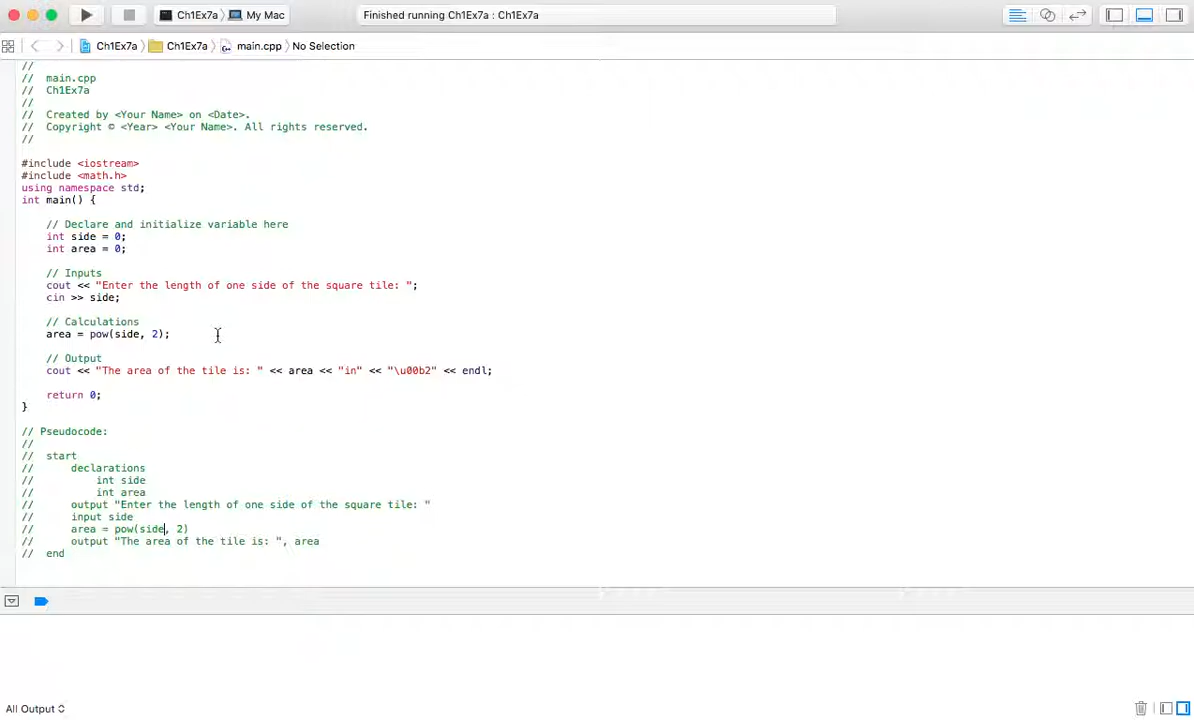 Ch1Ex7a 〉 My Mac
Finished running Ch1Ex7a : Ch1Ex7a
Ch1Ex7a 〉 Ch1Ex7a 〉 main.cpp 〉 No Selection
//
//  main.cpp
//  Ch1Ex7a
//
//  Created by <Your Name> on <Date>.
//  Copyright © <Year> <Your Name>. All rights reserved.
//
#include <iostream>
#include <math.h>
using namespace std;
int main() {
    // Declare and initialize variable here
    int side = 0;
    int area = 0;
    // Inputs
    cout << "Enter the length of one side of the square tile: ";
    cin >> side;
    // Calculations
    area = pow(side, 2);
    // Output
    cout << "The area of the tile is: " << area << "in" << "\u00b2" << endl;
    return 0;
}
// Pseudocode:
//
//  start
//      declarations
//          int side
//          int area
//      output "Enter the length of one side of the square tile: "
//      input side
//      area = pow(side, 2)
//      output "The area of the tile is: ", area
//  end
All Output